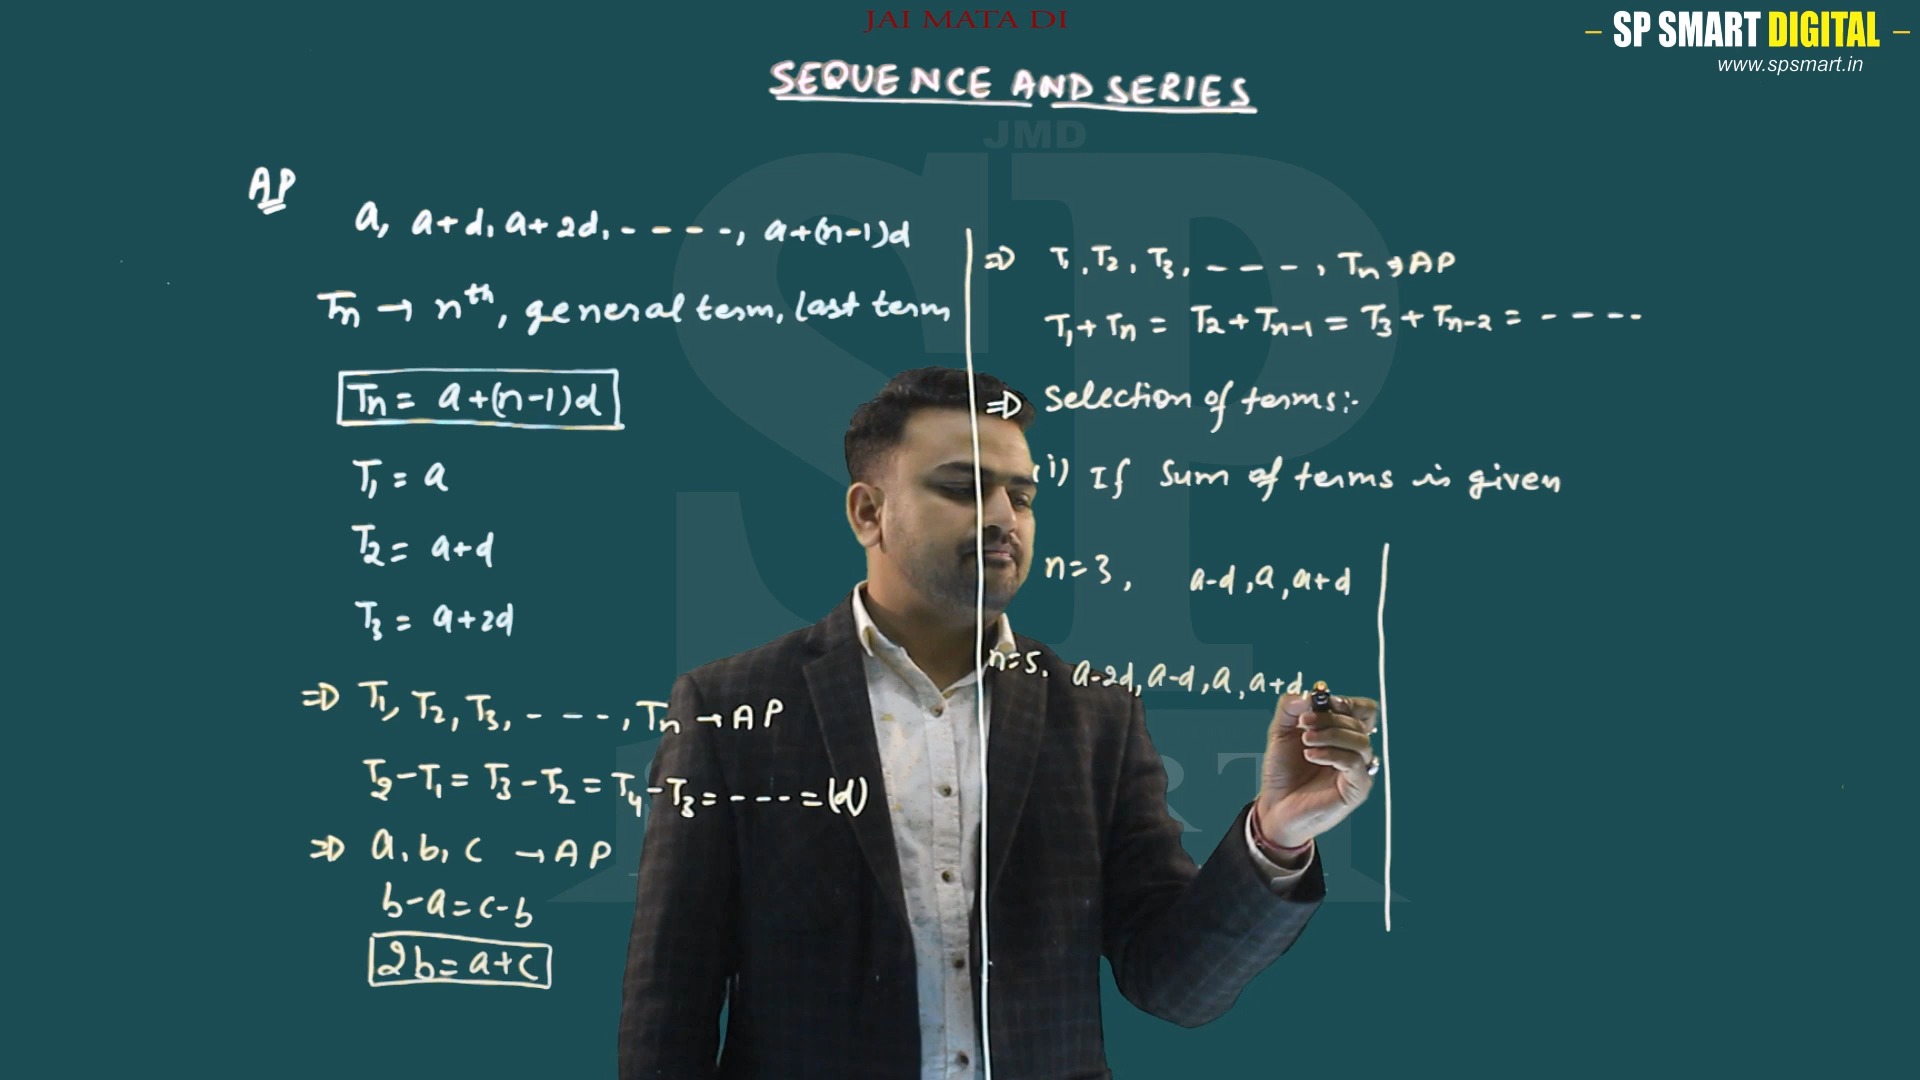 JAI MATA DI
SP SMART DIGITAL
www.spsmart.in
SEQUENCE AND SERIES
JMD
SP
AP
a, a+d, a+2d, - - - -, a+(n-1)d
Tn → nth, general term, last term
Tn = a+(n-1)d
T1 = a
T2 = a+d
T3 = a+2d
⇒ T1, T2, T3, - - - -, Tn → AP
T2-T1 = T3-T2 = T4-T3 = - - - - = (d)
⇒ a, b, c → AP
b-a = c-b
2b = a+c
⇒ T1, T2, T3, - - - -, Tn → AP
T1+Tn = T2+Tn-1 = T3+Tn-2 = - - - -
⇒ Selection of terms:-
(i) If Sum of terms is given
n=3, a-d, a, a+d
n=5. a-2d, a-d, a, a+d,